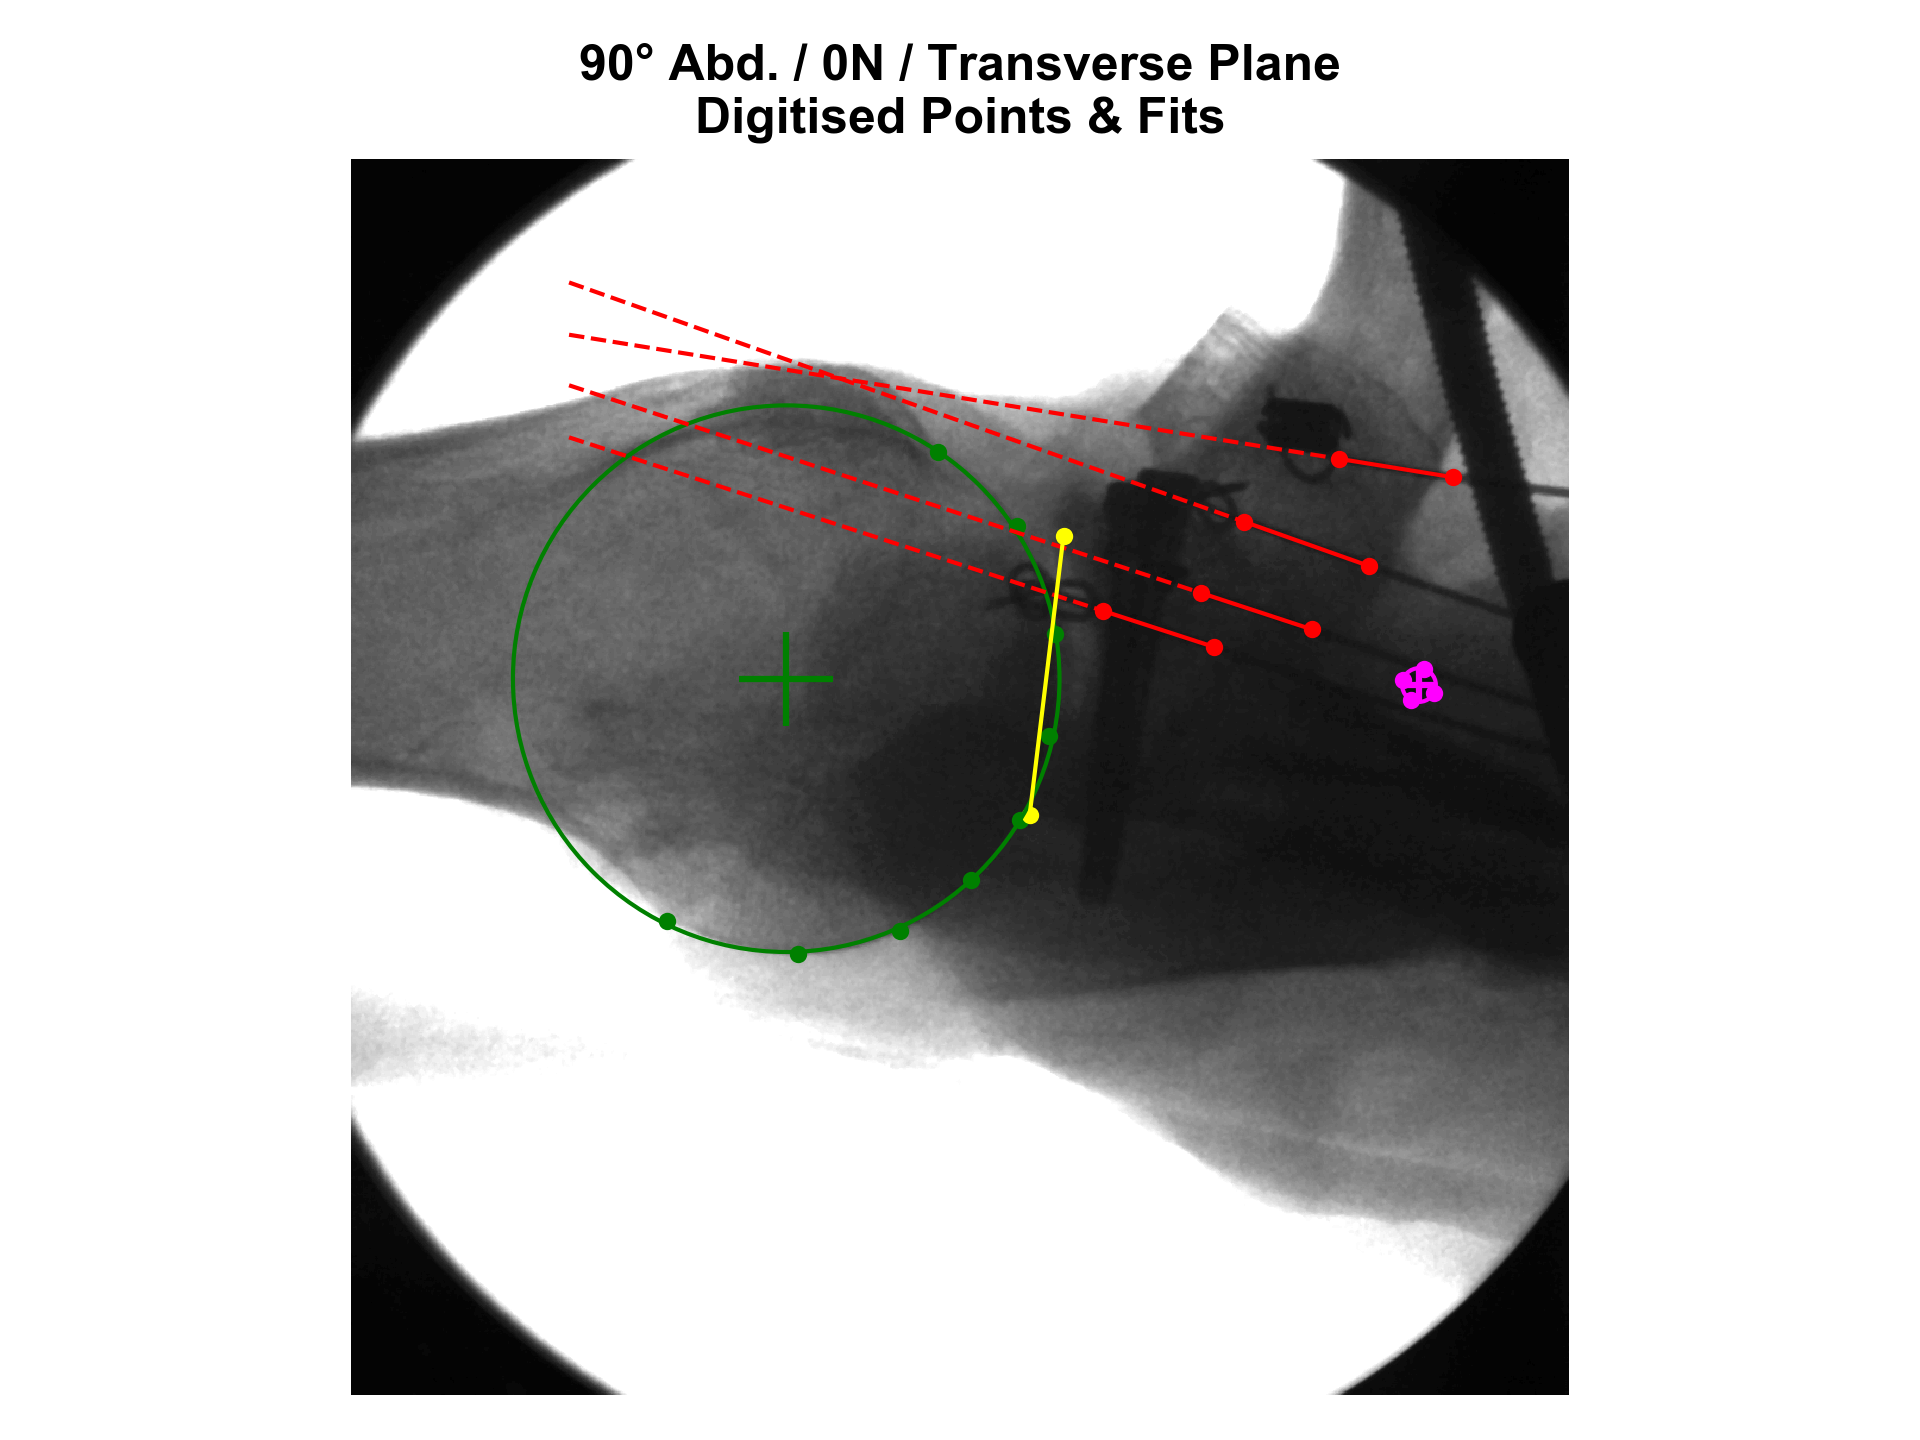 90° Abd. / 0N / Transverse Plane
Digitised Points & Fits